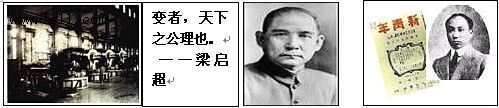 变者，天下
之公理也。
——梁启
超
新青年